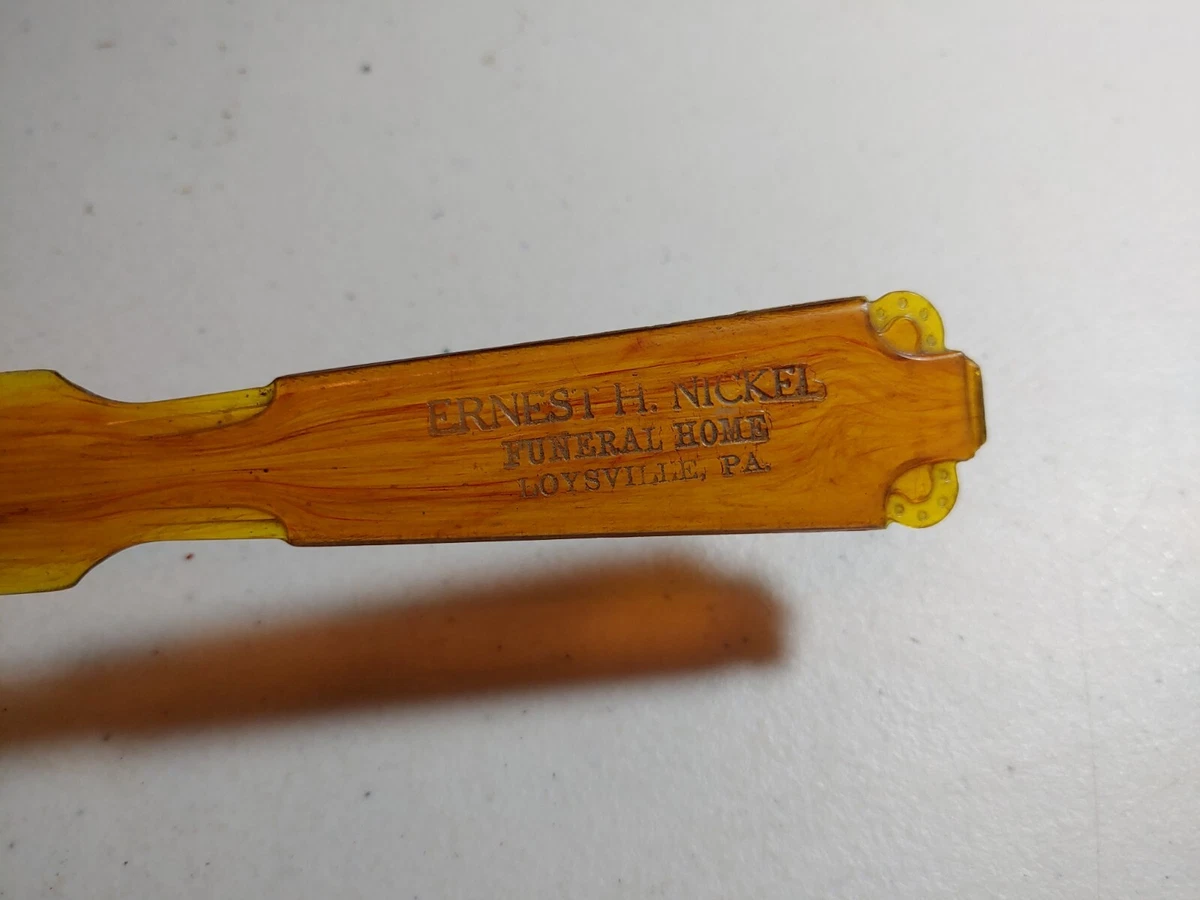 ERNEST H. NICKEL
FUNERAL HOME
LOYSVILLE, PA.